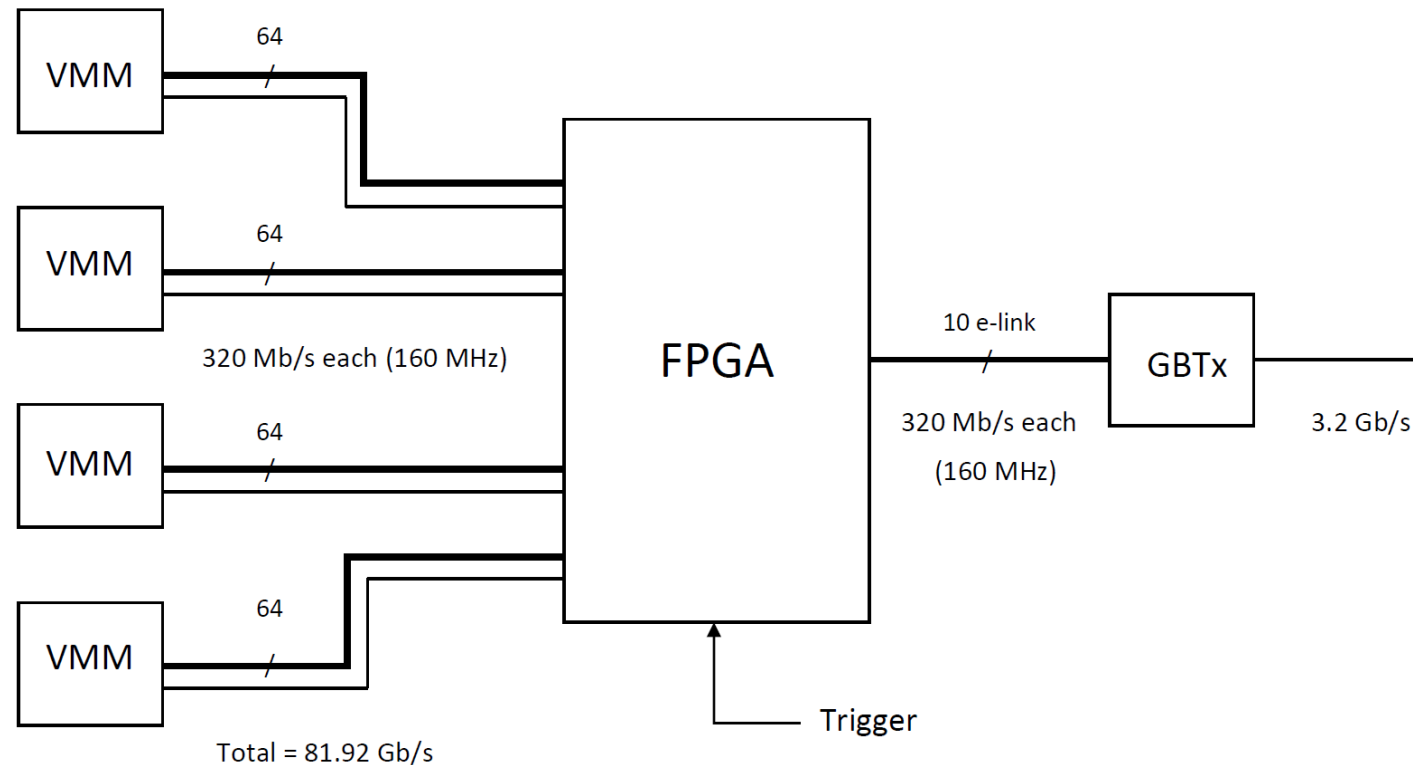 64
VMM
64
VMM
320 Mb/s each (160 MHz)
64
VMM
64
VMM
Total = 81.92 Gb/s
FPGA
Trigger
10 e-link
320 Mb/s each
(160 MHz)
GBTx
3.2 Gb/s